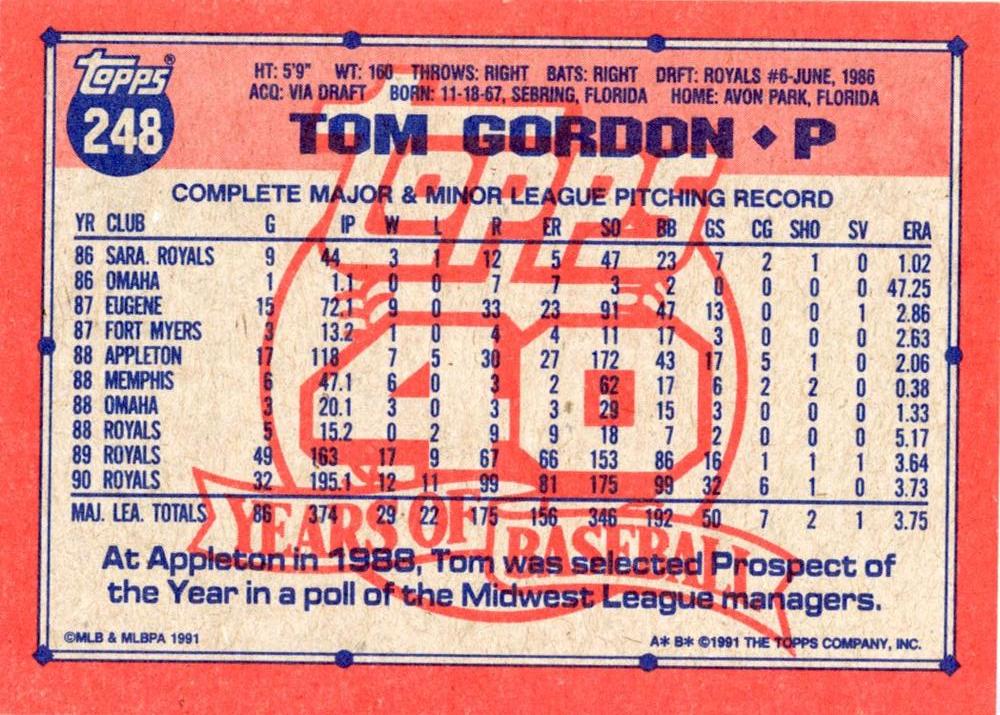 Topps®
248
HT: 5'9" WT: 160 THROWS: RIGHT BATS: RIGHT DRFT: ROYALS #6-JUNE, 1986
ACQ: VIA DRAFT BORN: 11-18-67, SEBRING, FLORIDA HOME: AVON PARK, FLORIDA
TOM GORDON ♦ P
COMPLETE MAJOR & MINOR LEAGUE PITCHING RECORD
YR CLUB G IP W L R ER SO BB GS CG SHO SV ERA
86 SARA. ROYALS 9 44 3 1 12 5 47 23 7 2 1 0 1.02
86 OMAHA 1 1.1 0 0 7 7 3 2 0 0 0 0 47.25
87 EUGENE 15 72.1 9 0 33 23 91 47 13 0 0 1 2.86
87 FORT MYERS 3 13.2 1 0 4 4 11 17 3 0 0 0 2.63
88 APPLETON 17 118 7 5 30 27 172 43 17 5 1 0 2.06
88 MEMPHIS 6 47.1 6 0 3 2 62 17 6 2 2 0 0.38
88 OMAHA 3 20.1 3 0 3 3 29 15 3 0 0 0 1.33
88 ROYALS 5 15.2 0 2 9 9 18 7 2 0 0 0 5.17
89 ROYALS 49 163 17 9 67 66 153 86 16 1 1 1 3.64
90 ROYALS 32 195.1 12 11 99 81 175 99 32 6 1 0 3.73
MAJ. LEA. TOTALS 86 374 29 22 175 156 346 192 50 7 2 1 3.75
Topps
40
YEARS OF
BASEBALL
At Appleton in 1988, Tom was selected Prospect of
the Year in a poll of the Midwest League managers.
©MLB & MLBPA 1991
A* B* ©1991 THE TOPPS COMPANY, INC.